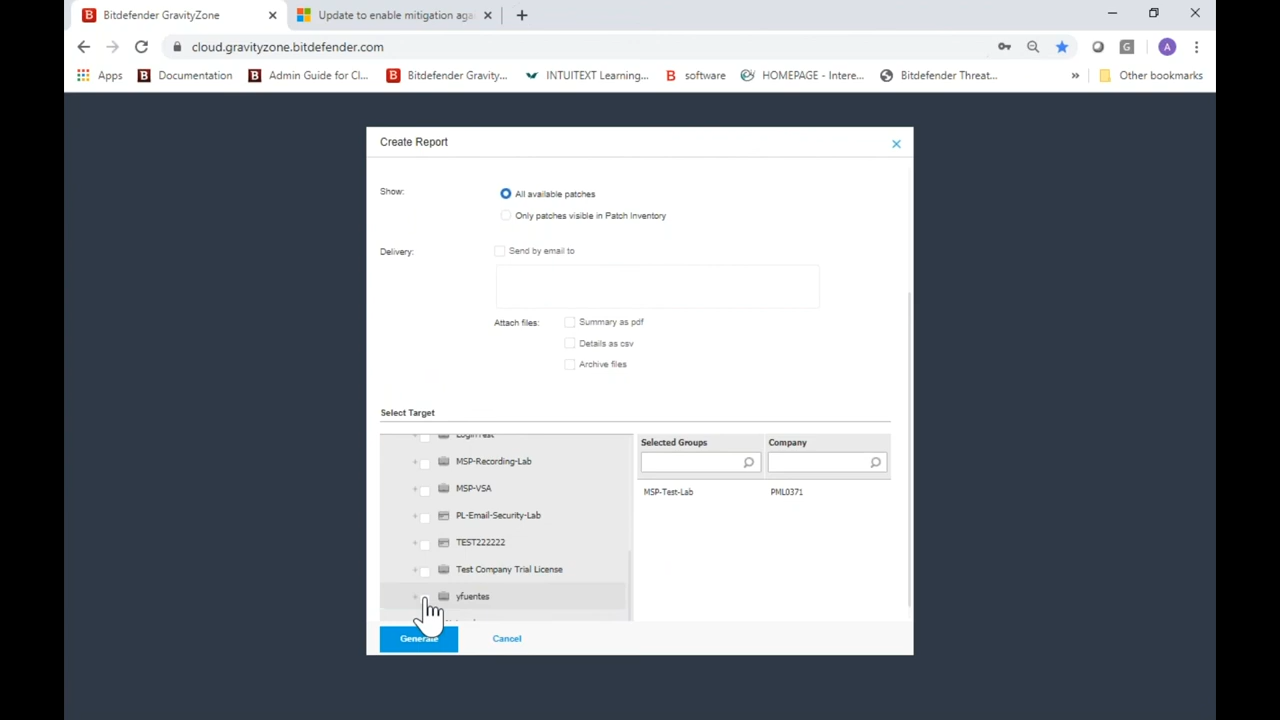 Bitdefender GravityZone
Update to enable mitigation aga
cloud.gravityzone.bitdefender.com
A
Apps
Documentation
Admin Guide for Cl...
Bitdefender Gravity...
INTUITEXT Learning...
software
HOMEPAGE - Intere...
Bitdefender Threat...
»
Other bookmarks
Create Report
Show:
All available patches
Only patches visible in Patch Inventory
Delivery:
Send by email to
Attach files:
Summary as pdf
Details as csv
Archive files
Select Target
LoginTest
MSP-Recording-Lab
MSP-VSA
PL-Email-Security-Lab
TEST222222
Test Company Trial License
yfuentes
Selected Groups
Company
MSP-Test-Lab
PML0371
Generate
Cancel